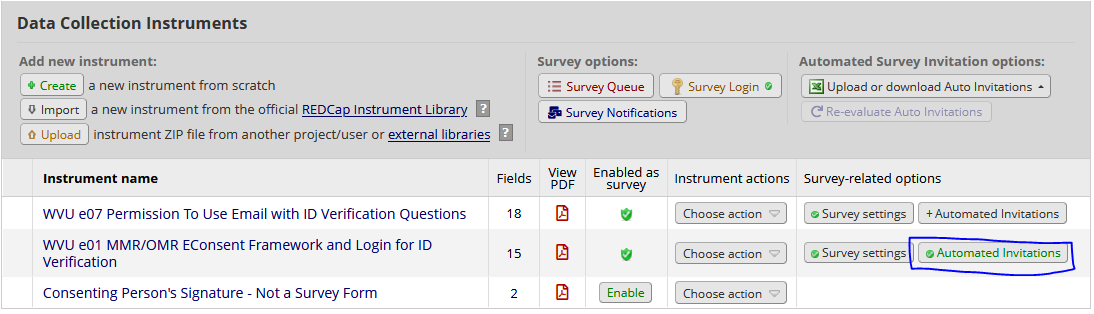 Data Collection Instruments
Add new instrument:
Create a new instrument from scratch
Import a new instrument from the official REDCap Instrument Library ?
Upload instrument ZIP file from another project/user or external libraries ?
Survey options:
Survey Queue Survey Login
Survey Notifications
Automated Survey Invitation options:
Upload or download Auto Invitations
Re-evaluate Auto Invitations
Instrument name Fields View PDF Enabled as survey Instrument actions Survey-related options
WVU e07 Permission To Use Email with ID Verification Questions 18 Choose action Survey settings + Automated Invitations
WVU e01 MMR/OMR EConsent Framework and Login for ID
Verification 15 Choose action Survey settings Automated Invitations
Consenting Person's Signature - Not a Survey Form 2 Enable Choose action